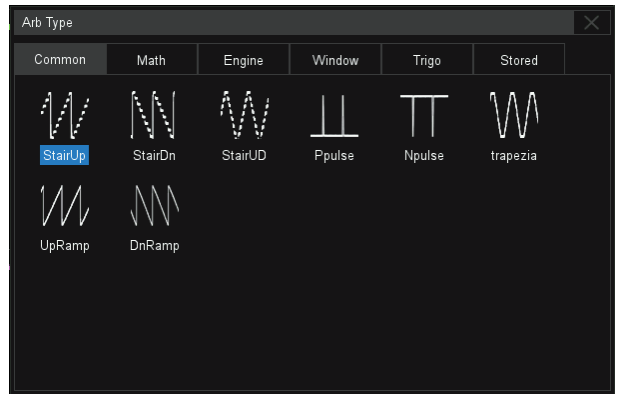 Arb Type
Common Math Engine Window Trigo Stored
StairUp StairDn StairUD Ppulse Npulse trapezia
UpRamp DnRamp